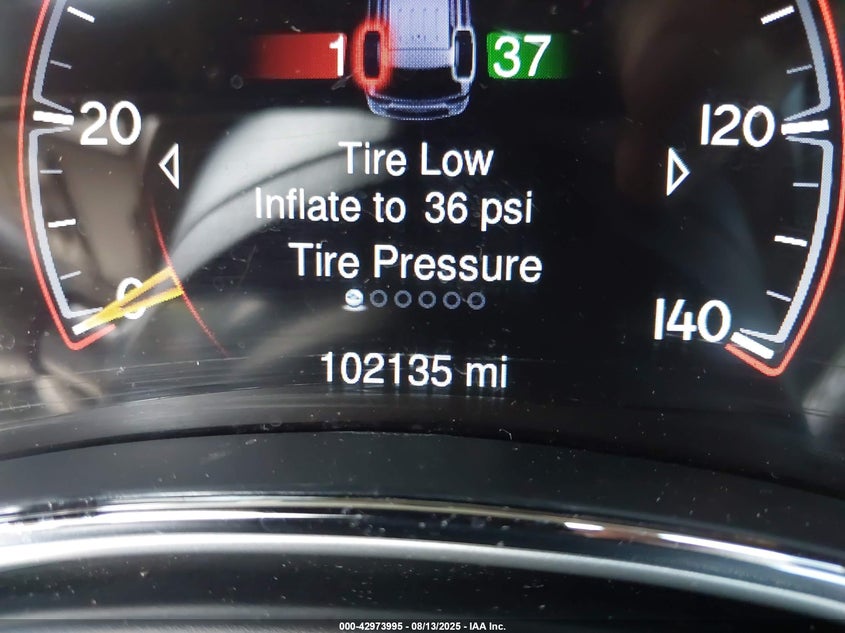 1 37
20 120
Tire Low
Inflate to 36 psi
Tire Pressure
0 140
102135 mi
000-42973995 - 08/13/2025 - IAA Inc.